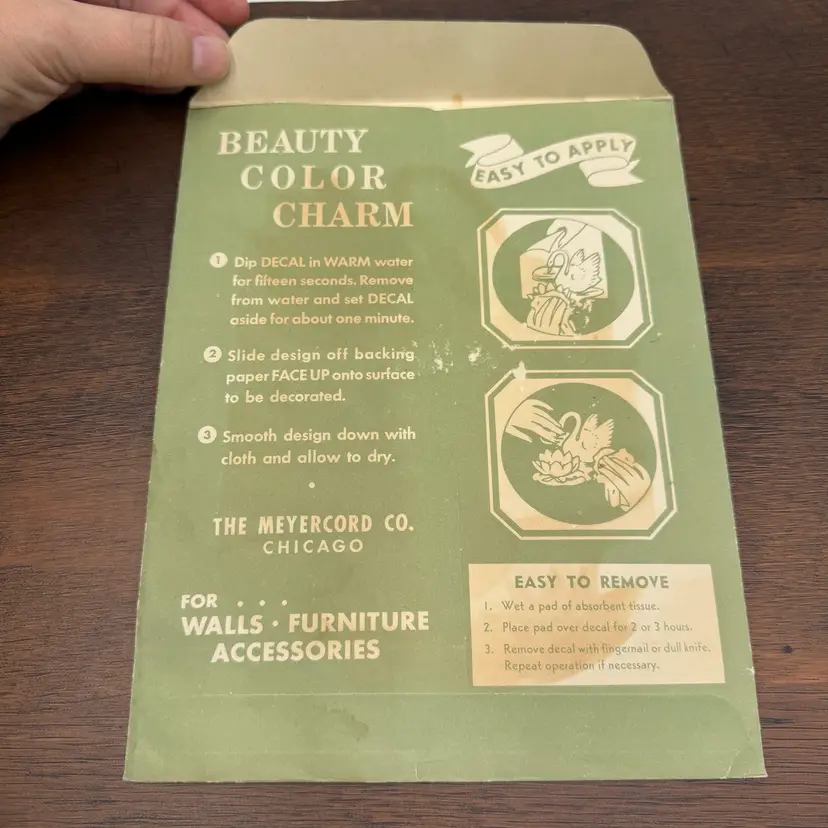 BEAUTY
COLOR
CHARM
1 Dip DECAL in WARM water
for fifteen seconds. Remove
from water and set DECAL
aside for about one minute.
2 Slide design off backing
paper FACE UP onto surface
to be decorated.
3 Smooth design down with
cloth and allow to dry.
•
THE MEYERCORD CO.
CHICAGO
FOR . . .
WALLS · FURNITURE
ACCESSORIES
EASY TO APPLY
EASY TO REMOVE
1. Wet a pad of absorbent tissue.
2. Place pad over decal for 2 or 3 hours.
3. Remove decal with fingernail or dull knife.
Repeat operation if necessary.